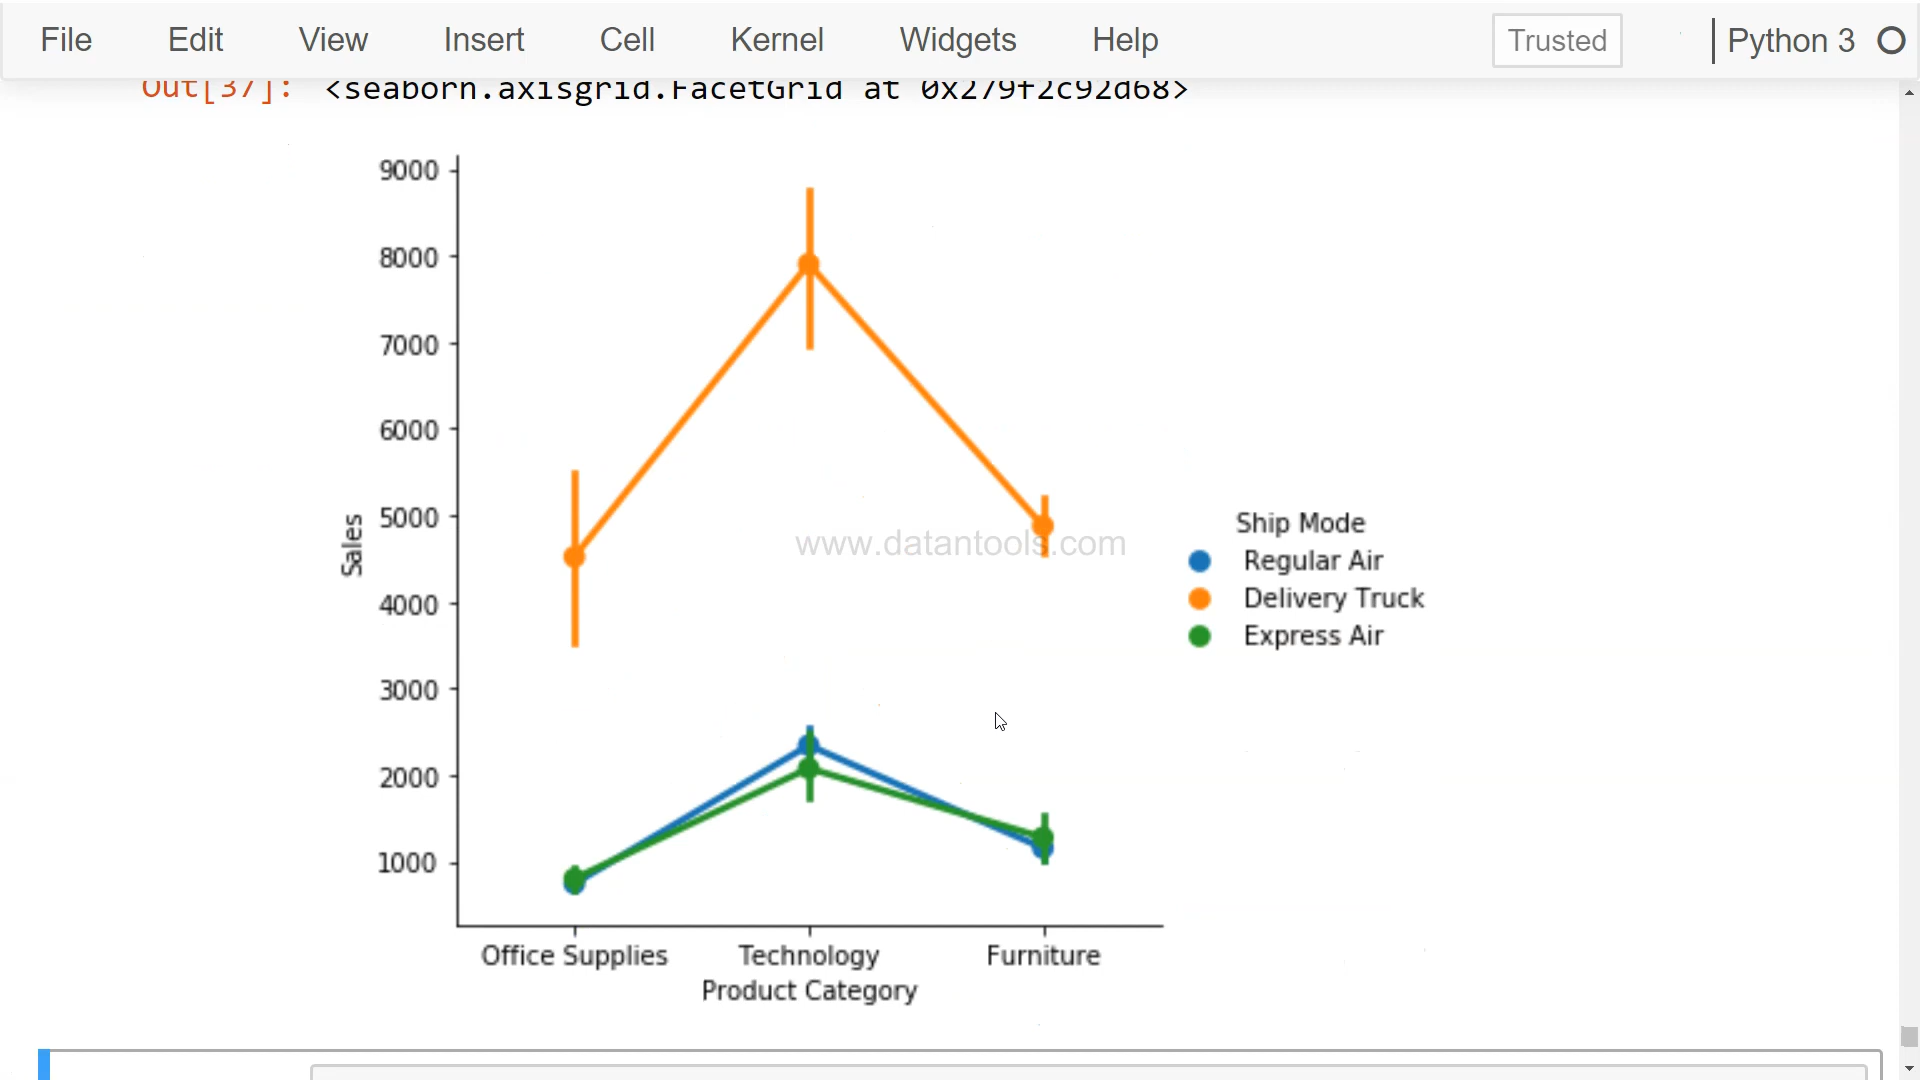 File Edit View Insert Cell Kernel Widgets Help Trusted Python 3
Out[37]: <seaborn.axisgrid.FacetGrid at 0x279f2c92d68>
9000
8000
7000
6000
5000
4000
3000
2000
1000
Sales
www.datantools.com
Ship Mode
Regular Air
Delivery Truck
Express Air
Office Supplies Technology Furniture
Product Category